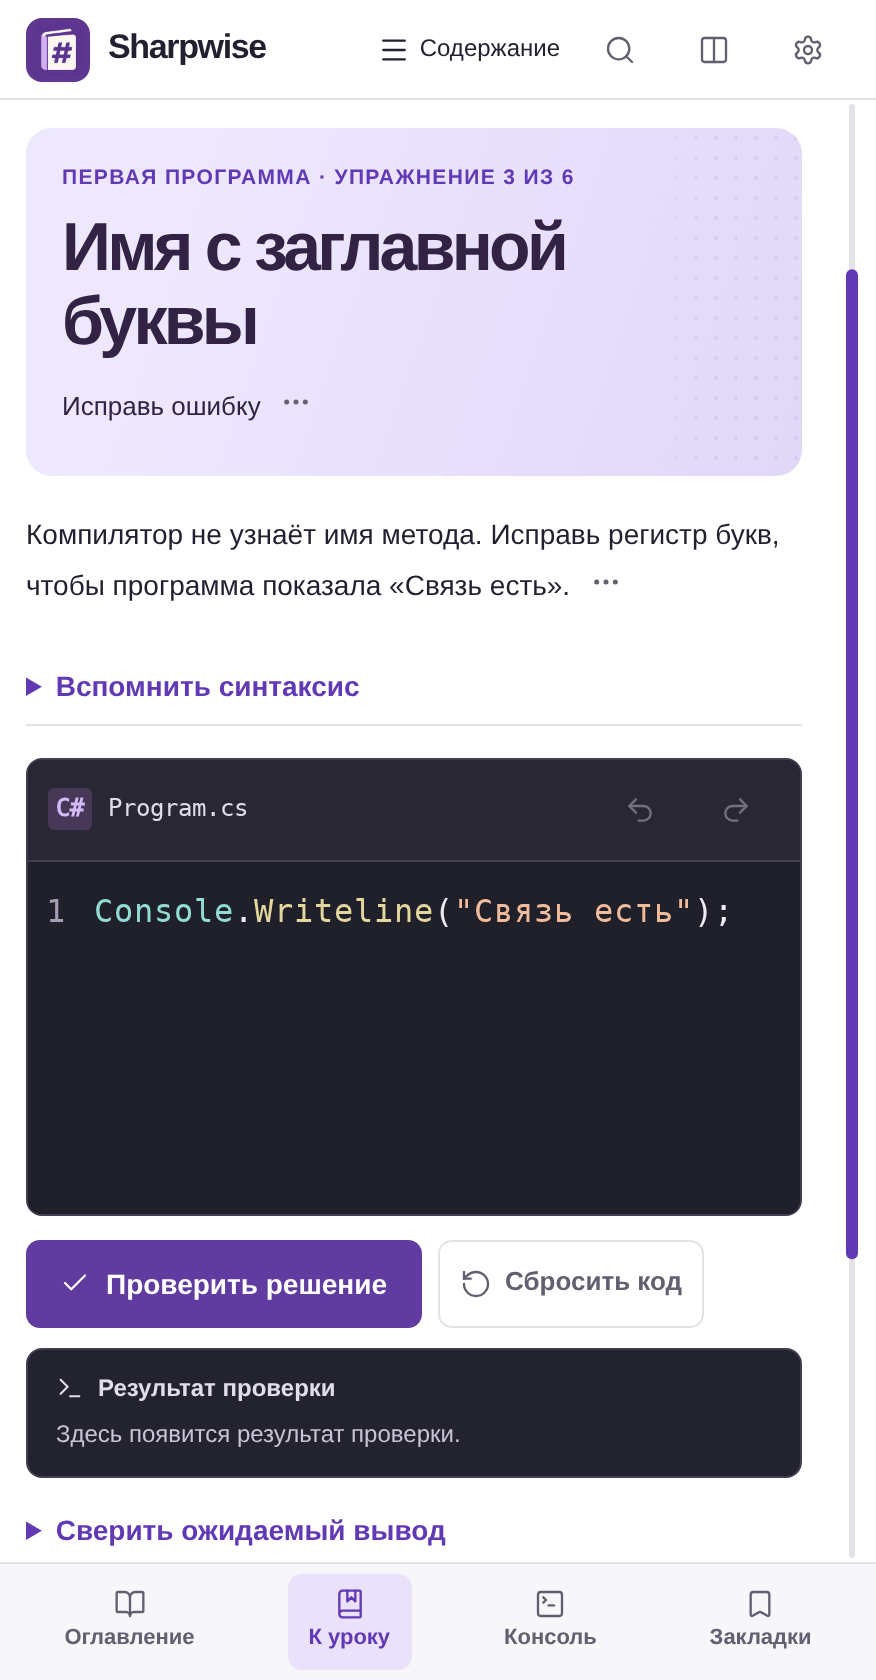 #
Sharpwise
Содержание
ПЕРВАЯ ПРОГРАММА · УПРАЖНЕНИЕ 3 ИЗ 6
Имя с заглавной
буквы
Исправь ошибку ···
Компилятор не узнаёт имя метода. Исправь регистр букв,
чтобы программа показала «Связь есть». ···
Вспомнить синтаксис
C# Program.cs
1 Console.Writeline("Связь есть");
Проверить решение
Сбросить код
Результат проверки
Здесь появится результат проверки.
Сверить ожидаемый вывод
Оглавление
К уроку
Консоль
Закладки